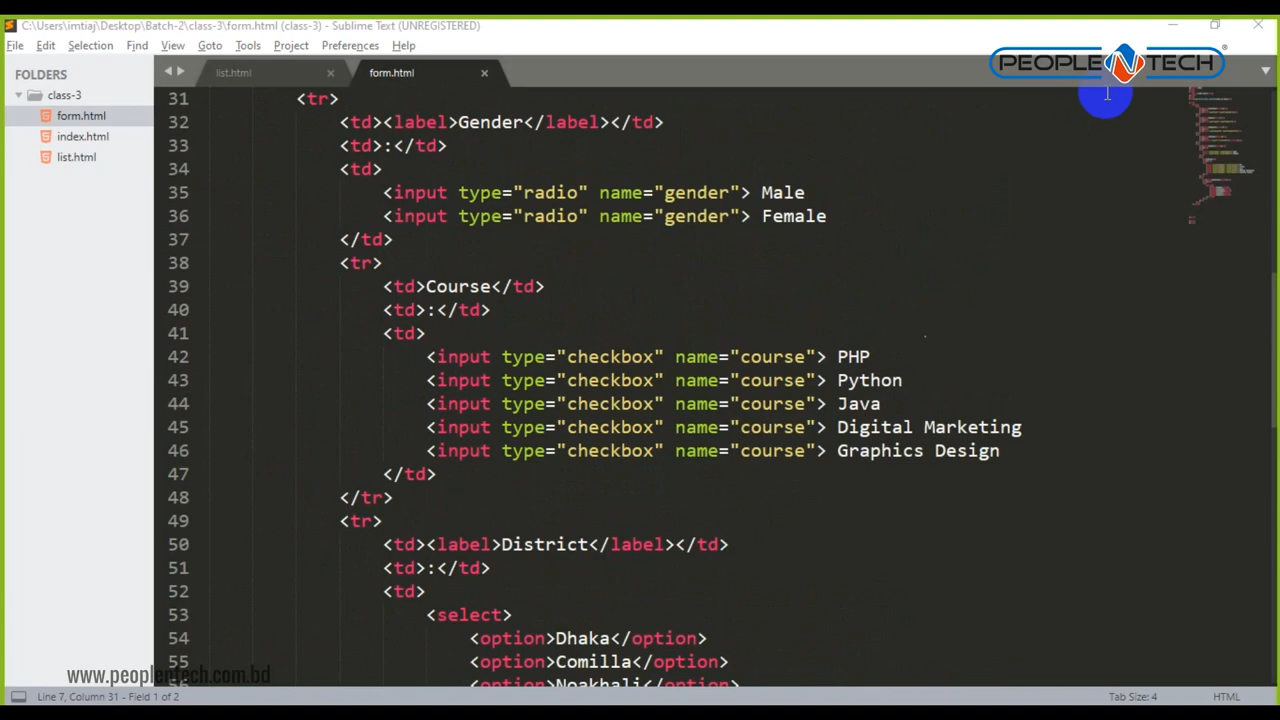 C:\Users\imtiaj\Desktop\Batch-2\class-3\form.html (class-3) - Sublime Text (UNREGISTERED)
File Edit Selection Find View Goto Tools Project Preferences Help
PEOPLE N TECH
®
FOLDERS
class-3
form.html
index.html
list.html
list.html × form.html ×
31 <tr>
32 <td><label>Gender</label></td>
33 <td>:</td>
34 <td>
35 <input type="radio" name="gender"> Male
36 <input type="radio" name="gender"> Female
37 </td>
38 <tr>
39 <td>Course</td>
40 <td>:</td>
41 <td>
42 <input type="checkbox" name="course"> PHP
43 <input type="checkbox" name="course"> Python
44 <input type="checkbox" name="course"> Java
45 <input type="checkbox" name="course"> Digital Marketing
46 <input type="checkbox" name="course"> Graphics Design
47 </td>
48 </tr>
49 <tr>
50 <td><label>District</label></td>
51 <td>:</td>
52 <td>
53 <select>
54 <option>Dhaka</option>
55 <option>Comilla</option>
56 <option>Noakhali</option>
www.peoplentech.com.bd
Line 7, Column 31 - Field 1 of 2
Tab Size: 4
HTML